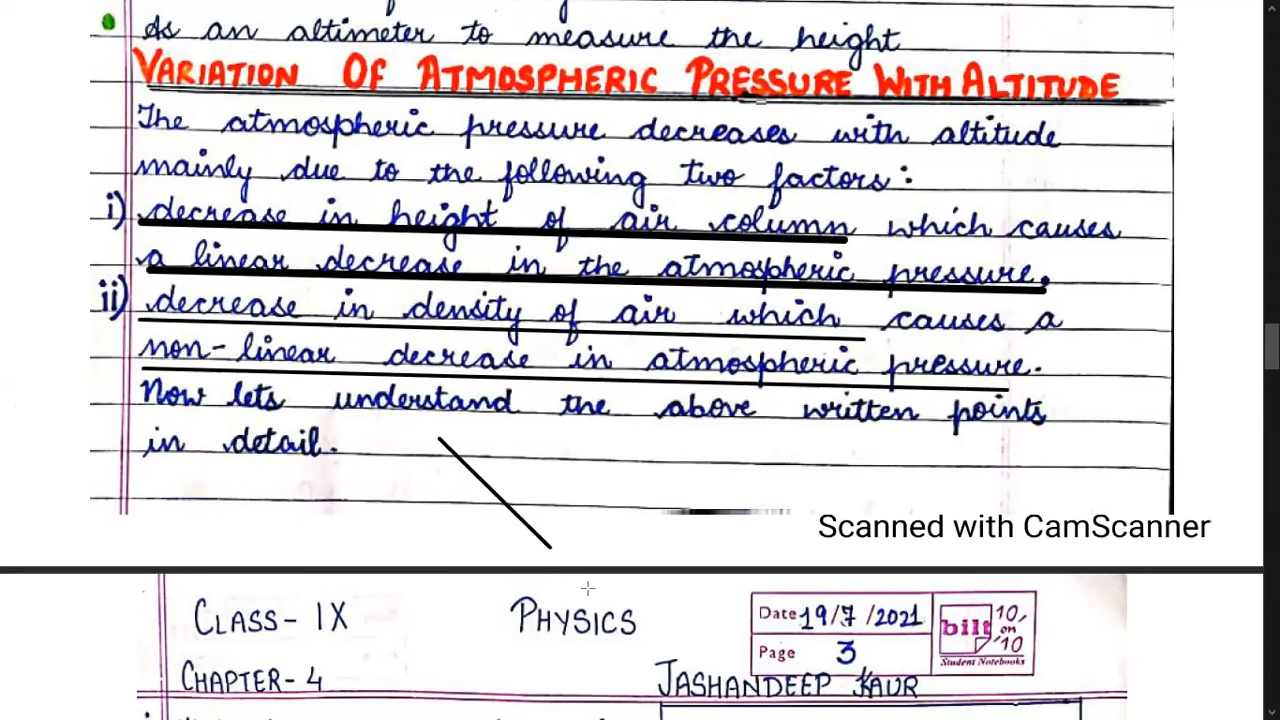 As an altimeter to measure the height
VARIATION OF ATMOSPHERIC PRESSURE WITH ALTITUDE
The atmospheric pressure decreases with altitude
mainly due to the following two factors:
i) decrease in height of air column which causes
a linear decrease in the atmospheric pressure.
ii) decrease in density of air which causes a
non-linear decrease in atmospheric pressure.
Now lets understand the above written points
in detail.
Scanned with CamScanner
CLASS- IX PHYSICS
Date 19/7/2021
Page 3
bilt 10, on '10
Student Notebooks
CHAPTER- 4
JASHANDEEP KAUR